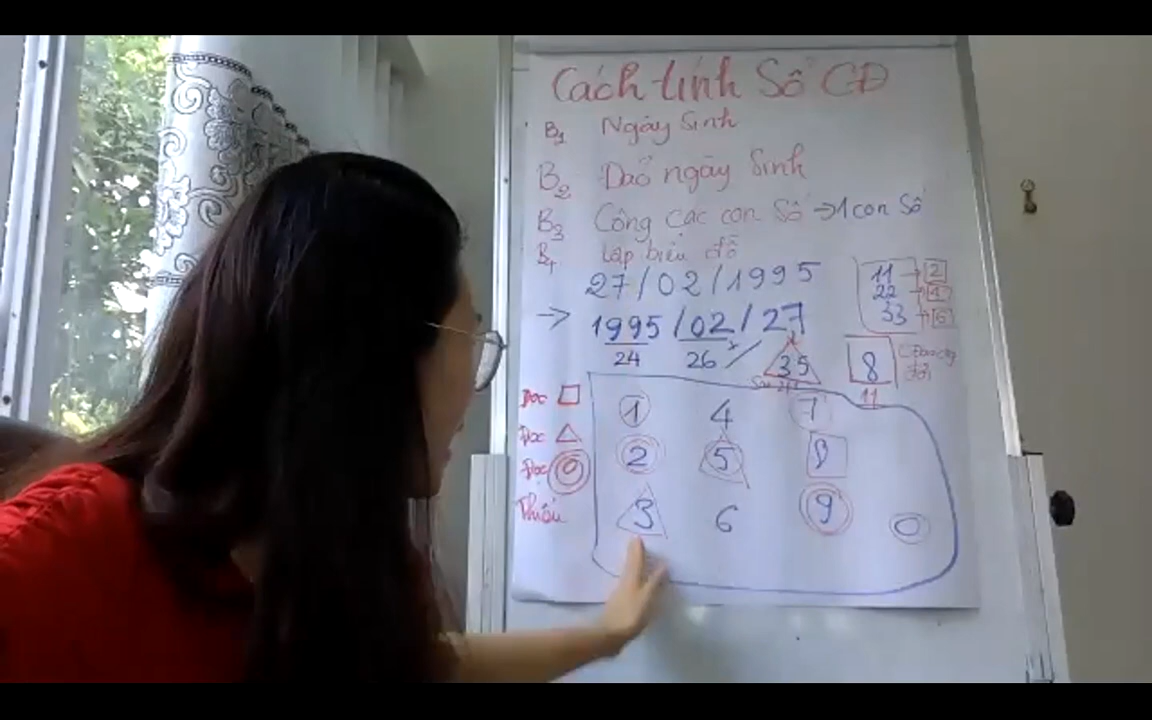 Cách tính Số CĐ
B1 Ngày Sinh
B2 Đảo ngày Sinh
B3 Cộng các con Số → 1 con Số
B4 Lập biểu đồ
27/02/1995
11 → 2
22 → 4
33 → 6
→ 1995/02/27
24 26 35 8
11
Đọc □ 1 4 7
Đọc △ 2 5 8
Đọc 3 6 9 0
Thiếu